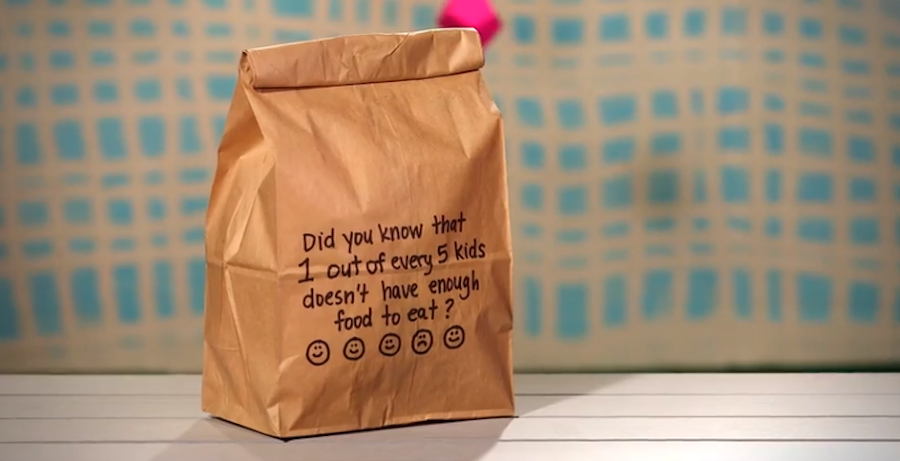 Did you know that
1 out of every 5 kids
doesn't have enough
food to eat?